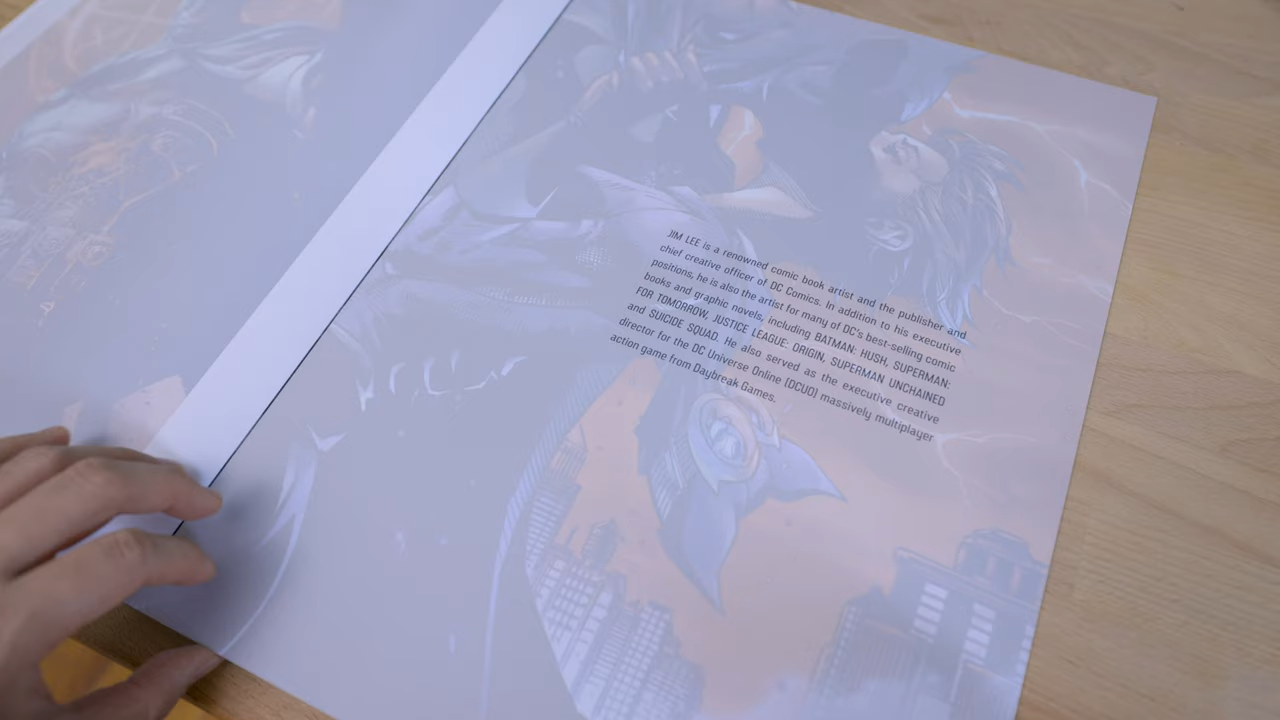 JIM LEE is a renowned comic book artist and the publisher and
chief creative officer of DC Comics. In addition to his executive
positions, he is also the artist for many of DC's best-selling comic
books and graphic novels, including BATMAN: HUSH, SUPERMAN:
FOR TOMORROW, JUSTICE LEAGUE: ORIGIN, SUPERMAN UNCHAINED
and SUICIDE SQUAD. He also served as the executive creative
director for the DC Universe Online (DCUO) massively multiplayer
action game from Daybreak Games.